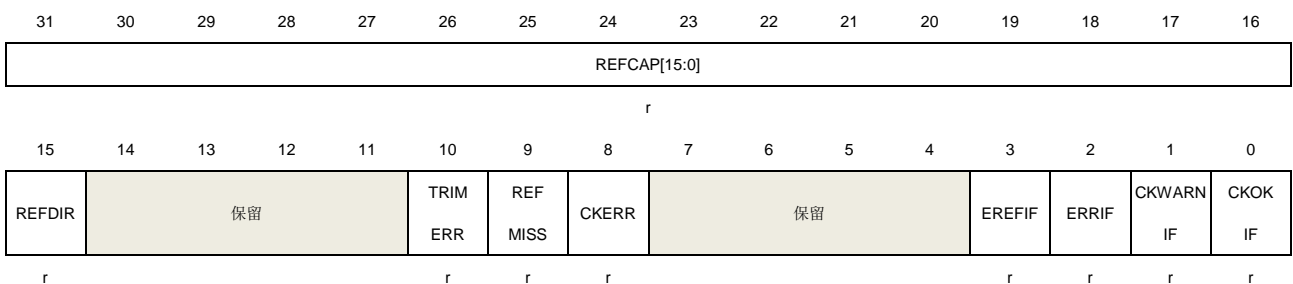 31 30 29 28 27 26 25 24 23 22 21 20 19 18 17 16
REFCAP[15:0]
r
15 14 13 12 11 10 9 8 7 6 5 4 3 2 1 0
REFDIR 保留 TRIM ERR REF MISS CKERR 保留 EREFIF ERRIF CKWARN IF CKOK IF
r r r r r r r r